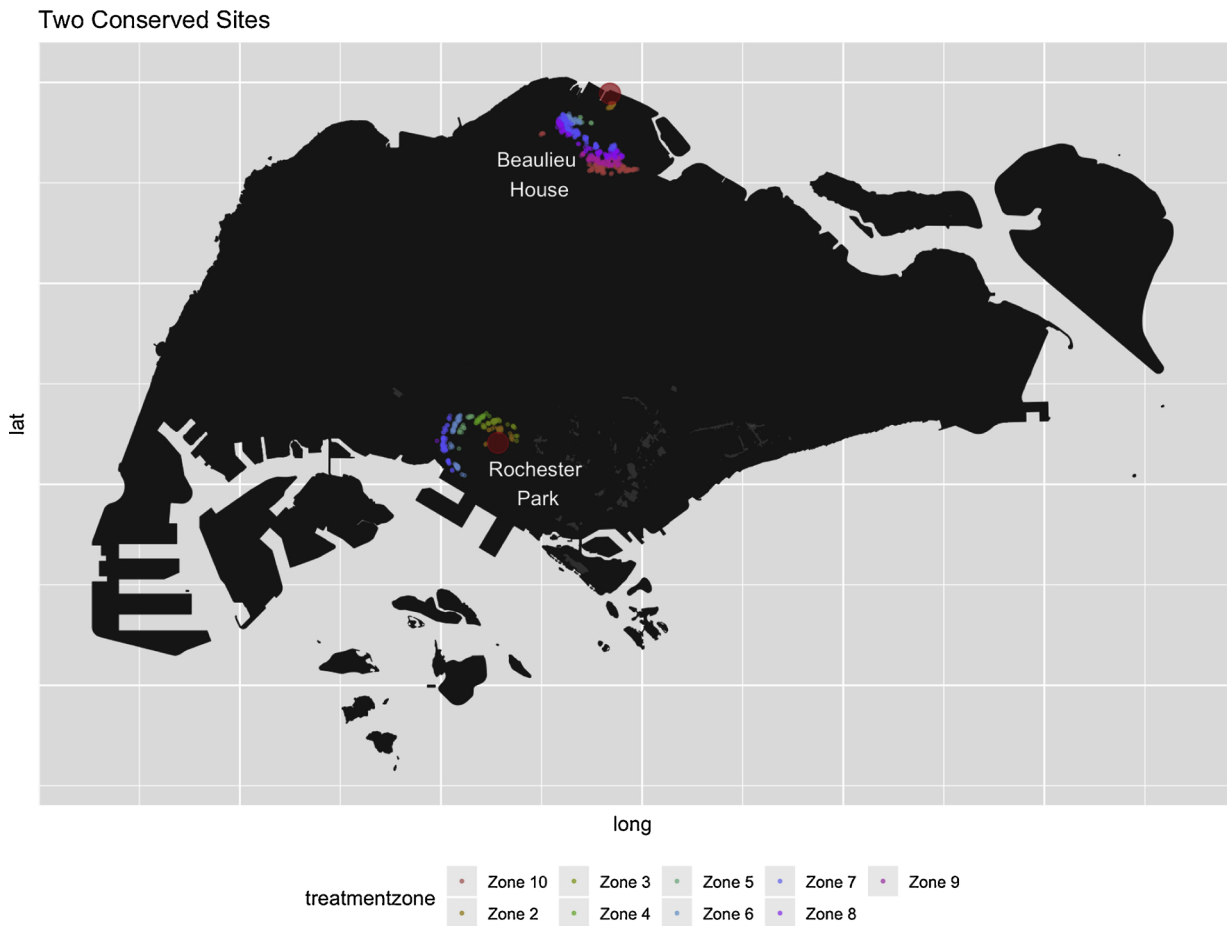 Two Conserved Sites
Beaulieu
House
Rochester
Park
lat
long
treatmentzone
Zone 10
Zone 3
Zone 5
Zone 7
Zone 9
Zone 2
Zone 4
Zone 6
Zone 8